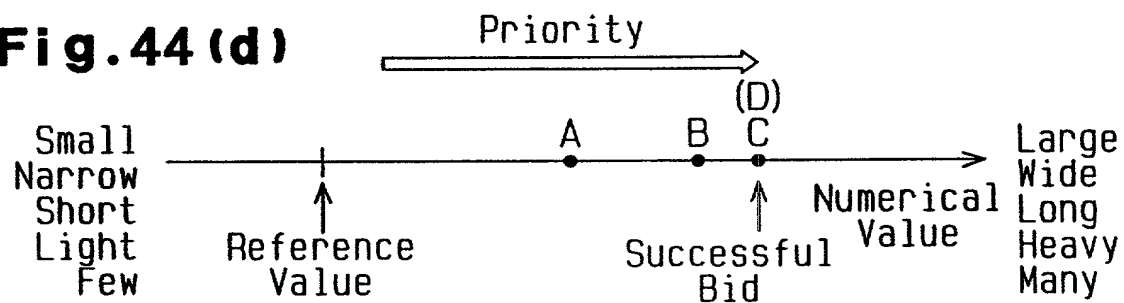 Fig.44(d)
Priority
(D)
A B C
Small
Narrow
Short
Light
Few
Reference
Value
Successful
Bid
Numerical
Value
Large
Wide
Long
Heavy
Many